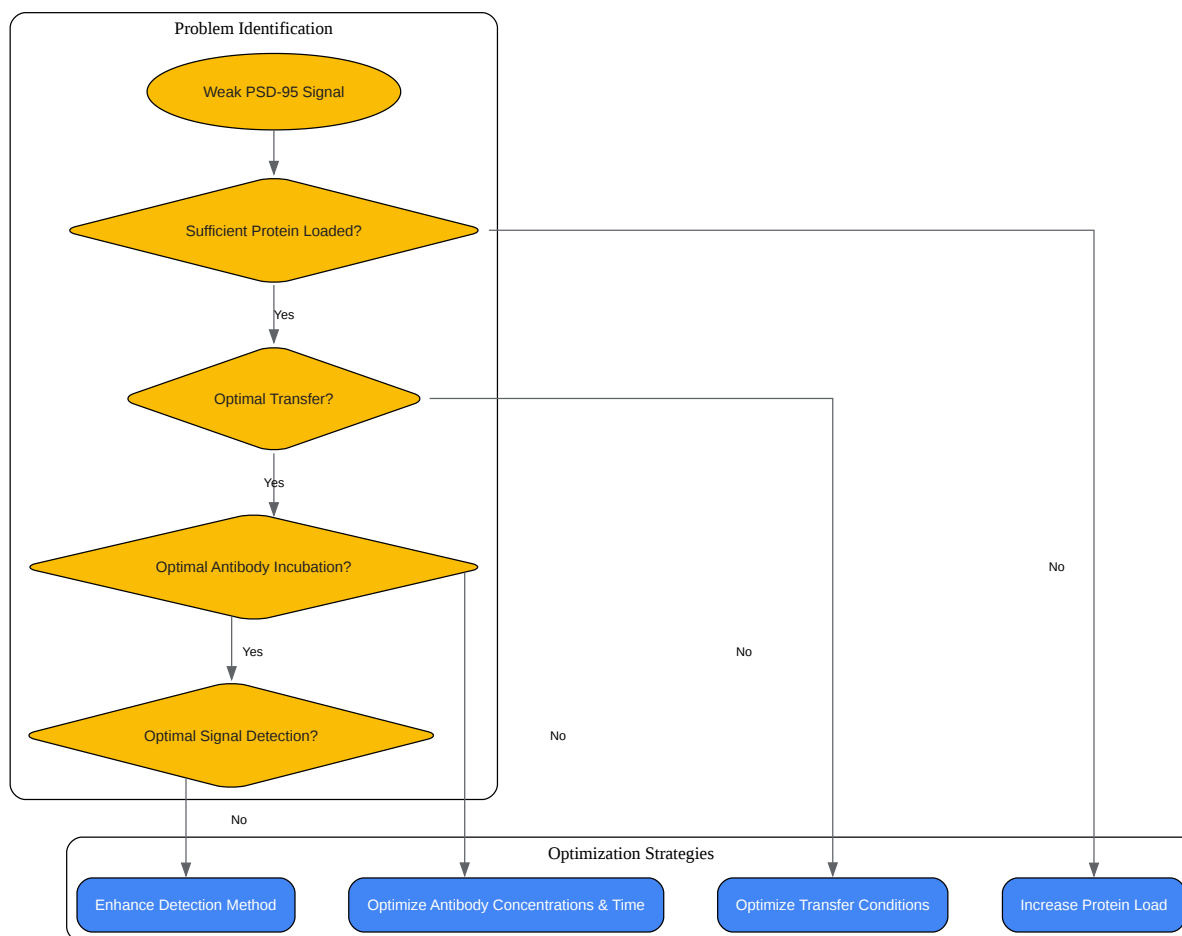 Problem Identification
Weak PSD-95 Signal
Sufficient Protein Loaded?
Yes
Optimal Transfer?
Yes
Optimal Antibody Incubation?
No
Yes
No
Optimal Signal Detection?
No
No
Optimization Strategies
Enhance Detection Method
Optimize Antibody Concentrations & Time
Optimize Transfer Conditions
Increase Protein Load